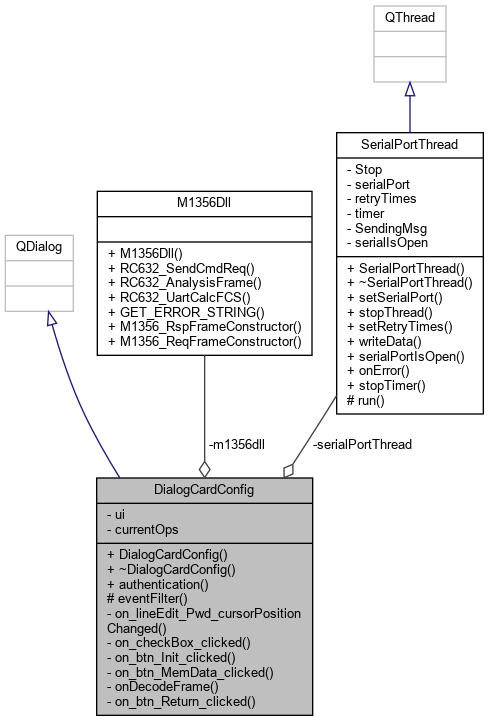 QThread
SerialPortThread
- Stop
- serialPort
- retryTimes
- timer
- SendingMsg
- serialIsOpen
+ SerialPortThread()
+ ~SerialPortThread()
+ setSerialPort()
+ stopThread()
+ setRetryTimes()
+ writeData()
+ serialPortIsOpen()
+ onError()
+ stopTimer()
# run()
M1356Dll
+ M1356Dll()
+ RC632_SendCmdReq()
+ RC632_AnalysisFrame()
+ RC632_UartCalcFCS()
+ GET_ERROR_STRING()
+ M1356_RspFrameConstructor()
+ M1356_ReqFrameConstructor()
QDialog
-m1356dll
-serialPortThread
DialogCardConfig
- ui
- currentOps
+ DialogCardConfig()
+ ~DialogCardConfig()
+ authentication()
# eventFilter()
- on_lineEdit_Pwd_cursorPosition
Changed()
- on_checkBox_clicked()
- on_btn_Init_clicked()
- on_btn_MemData_clicked()
- onDecodeFrame()
- on_btn_Return_clicked()